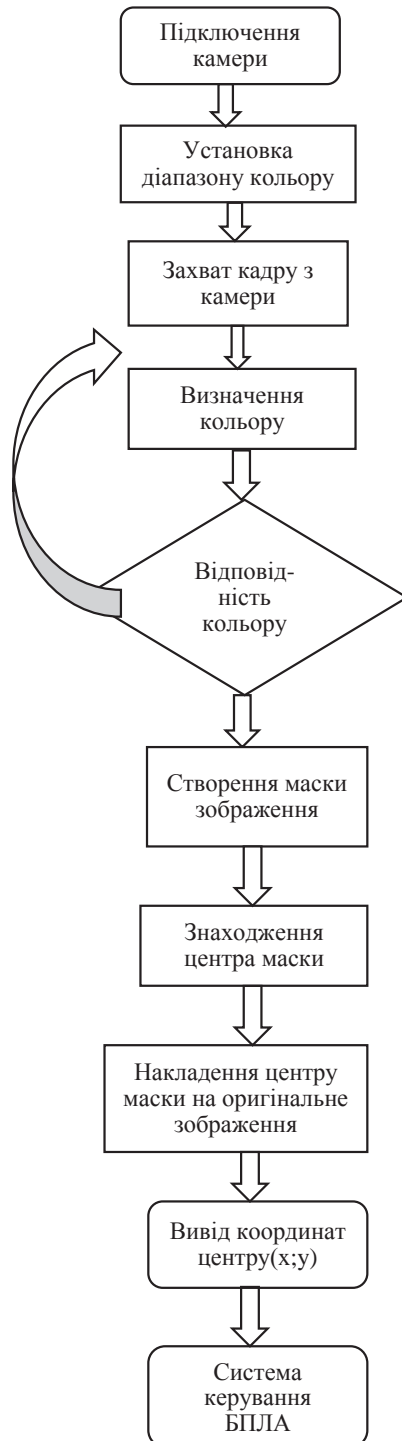 Підключення
камери
Установка
діапазону кольору
Захват кадру з
камери
Визначення
кольору
Відповід-
ність
кольору
Створення маски
зображення
Знаходження
центра маски
Накладення центру
маски на оригінальне
зображення
Вивід координат
центру(x;y)
Система
керування
БПЛА